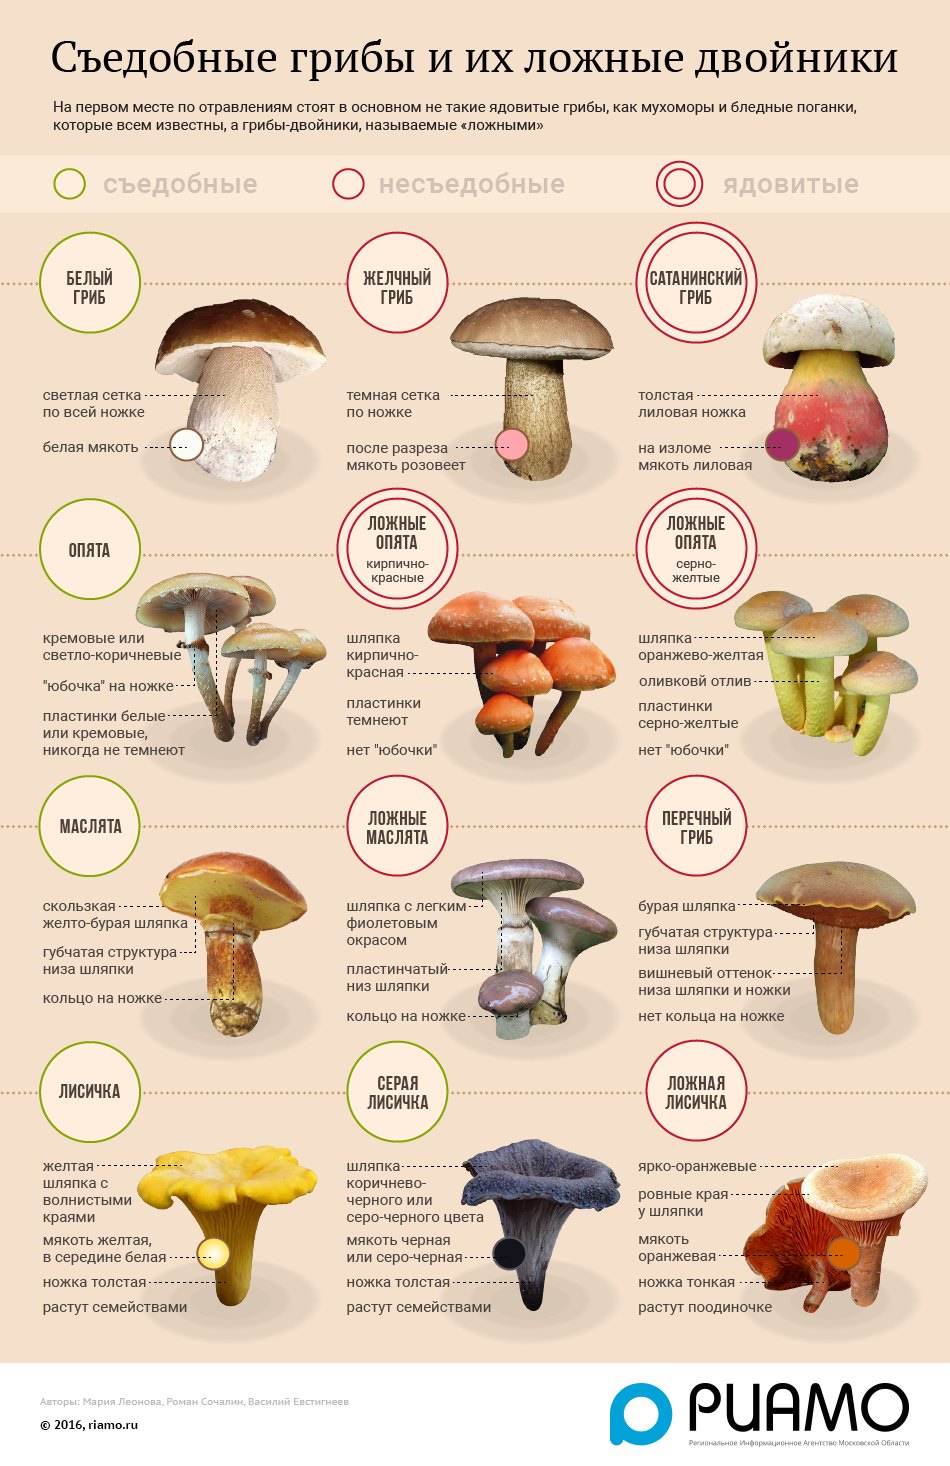 Съедобные грибы и их ложные двойники
На первом месте по отравлениям стоят в основном не такие ядовитые грибы, как мухоморы и бледные поганки,
которые всем известны, а грибы-двойники, называемые «ложными»
съедобные
несъедобные
ядовитые
БЕЛЫЙ
ГРИБ
светлая сетка
по всей ножке
белая мякоть
ЖЕЛЧНЫЙ
ГРИБ
темная сетка
по ножке
после разреза
мякоть розовеет
САТАНИНСКИЙ
ГРИБ
толстая
лиловая ножка
на изломе
мякоть лиловая
ОПЯТА
кремовые или
светло-коричневые
"юбочка" на ножке
пластинки белые
или кремовые,
никогда не темнеют
ЛОЖНЫЕ
ОПЯТА
кирпично-
красные
шляпка
кирпично-
красная
пластинки
темнеют
нет "юбочки"
ЛОЖНЫЕ
ОПЯТА
серно-
желтые
шляпка
оранжево-желтая
оливковй отлив
пластинки
серно-желтые
нет "юбочки"
МАСЛЯТА
скользкая
желто-бурая шляпка
губчатая структура
низа шляпки
кольцо на ножке
ЛОЖНЫЕ
МАСЛЯТА
шляпка с легким
фиолетовым
окрасом
пластинчатый
низ шляпки
кольцо на ножке
ПЕРЕЧНЫЙ
ГРИБ
бурая шляпка
губчатая структура
низа шляпки
вишневый оттенок
низа шляпки и ножки
нет кольца на ножке
ЛИСИЧКА
желтая
шляпка с
волнистыми
краями
мякоть желтая,
в середине белая
ножка толстая
растут семействами
СЕРАЯ
ЛИСИЧКА
шляпка
коричнево-
черного или
серо-черного цвета
мякоть черная
или серо-черная
ножка толстая
растут семействами
ЛОЖНАЯ
ЛИСИЧКА
ярко-оранжевые
ровные края
у шляпки
мякоть
оранжевая
ножка тонкая
растут поодиночке
Авторы: Мария Леонова, Роман Сочалин, Василий Евстигнеев
© 2016, riamo.ru
РИАМО
Региональное Информационное Агентство Московской Области